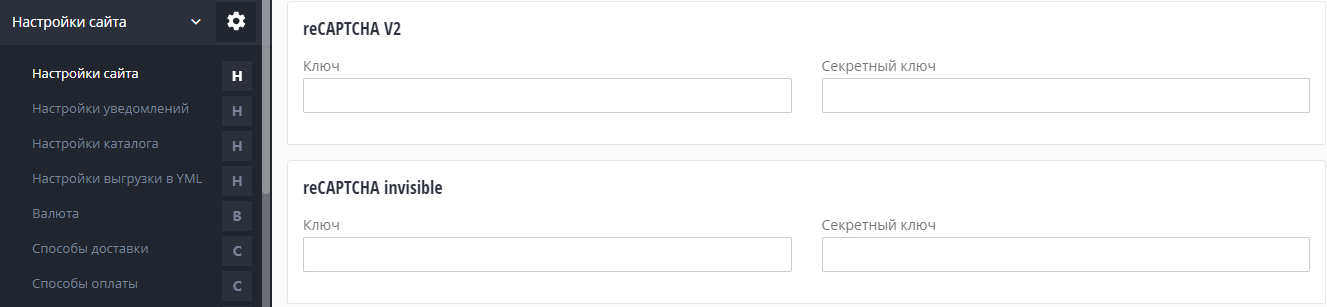 Настройки сайта
Настройки сайта Н
Настройки уведомлений Н
Настройки каталога Н
Настройки выгрузки в YML Н
Валюта В
Способы доставки С
Способы оплаты С
reCAPTCHA V2
Ключ Секретный ключ
reCAPTCHA invisible
Ключ Секретный ключ